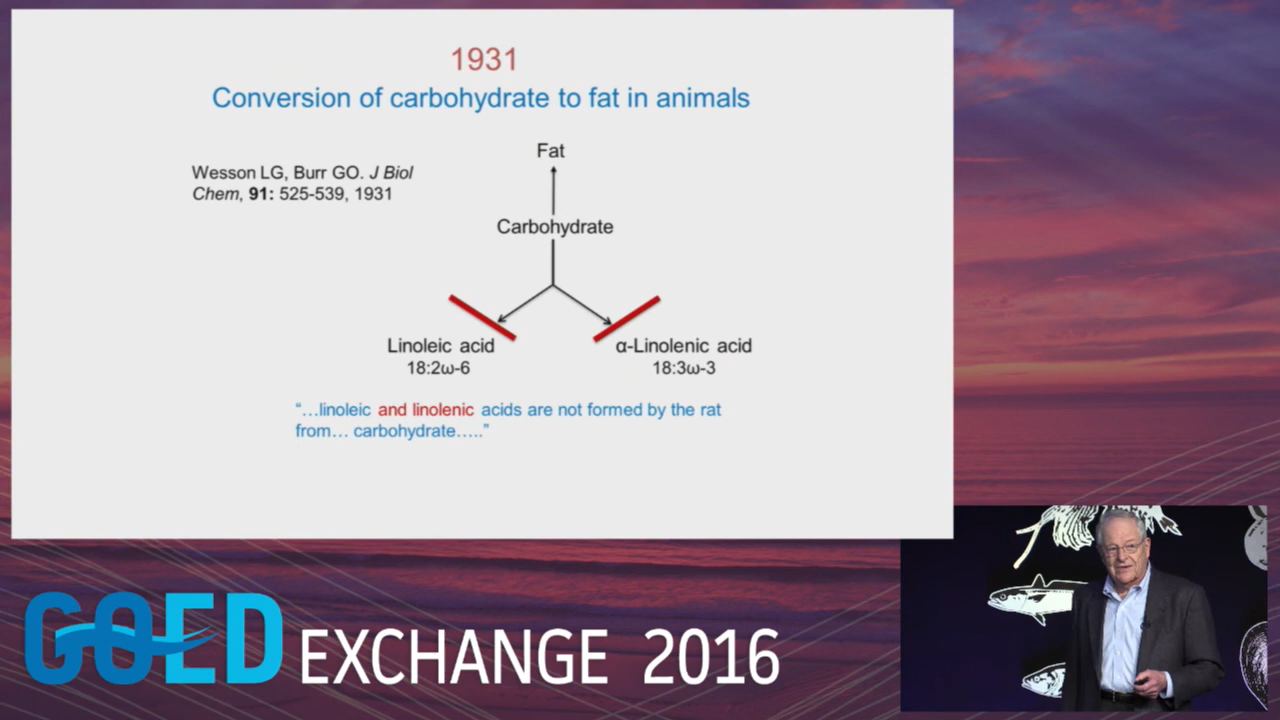 1931
Conversion of carbohydrate to fat in animals
Wesson LG, Burr GO. J Biol
Chem, 91: 525-539, 1931
Fat
Carbohydrate
Linoleic acid
18:2ω-6
α-Linolenic acid
18:3ω-3
“…linoleic and linolenic acids are not formed by the rat
from… carbohydrate…..”
GOED EXCHANGE 2016